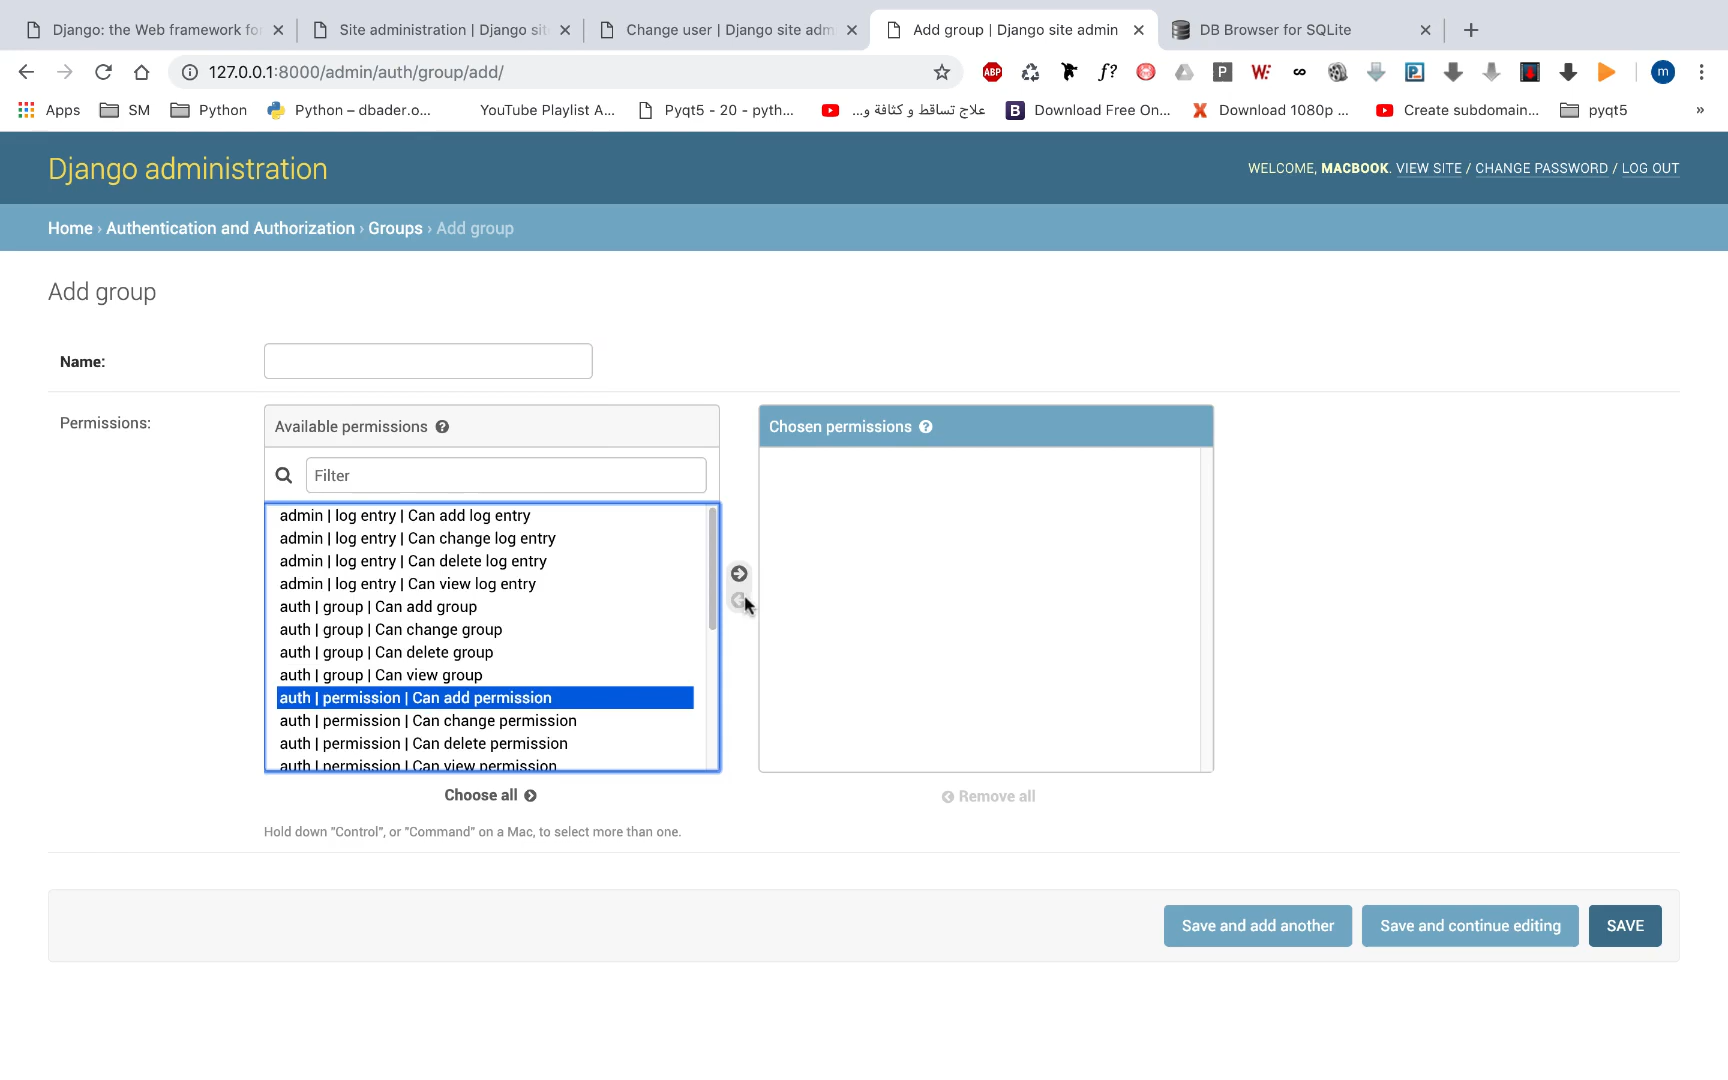 Django: the Web framework fo
Site administration | Django sit
Change user | Django site adm
Add group | Django site admin
DB Browser for SQLite
127.0.0.1:8000/admin/auth/group/add/
ABP
f?
P
W
m
Apps
SM
Python
Python – dbader.o...
YouTube Playlist A...
Pyqt5 - 20 - pyth...
علاج تساقط و كثافة و...
B
Download Free On...
X
Download 1080p ...
Create subdomain...
pyqt5
»
Django administration
WELCOME, MACBOOK. VIEW SITE / CHANGE PASSWORD / LOG OUT
Home › Authentication and Authorization › Groups › Add group
Add group
Name:
Permissions:
Available permissions ?
Chosen permissions ?
Filter
admin | log entry | Can add log entry
admin | log entry | Can change log entry
admin | log entry | Can delete log entry
admin | log entry | Can view log entry
auth | group | Can add group
auth | group | Can change group
auth | group | Can delete group
auth | group | Can view group
auth | permission | Can add permission
auth | permission | Can change permission
auth | permission | Can delete permission
auth | permission | Can view permission
Choose all
Remove all
Hold down "Control", or "Command" on a Mac, to select more than one.
Save and add another
Save and continue editing
SAVE